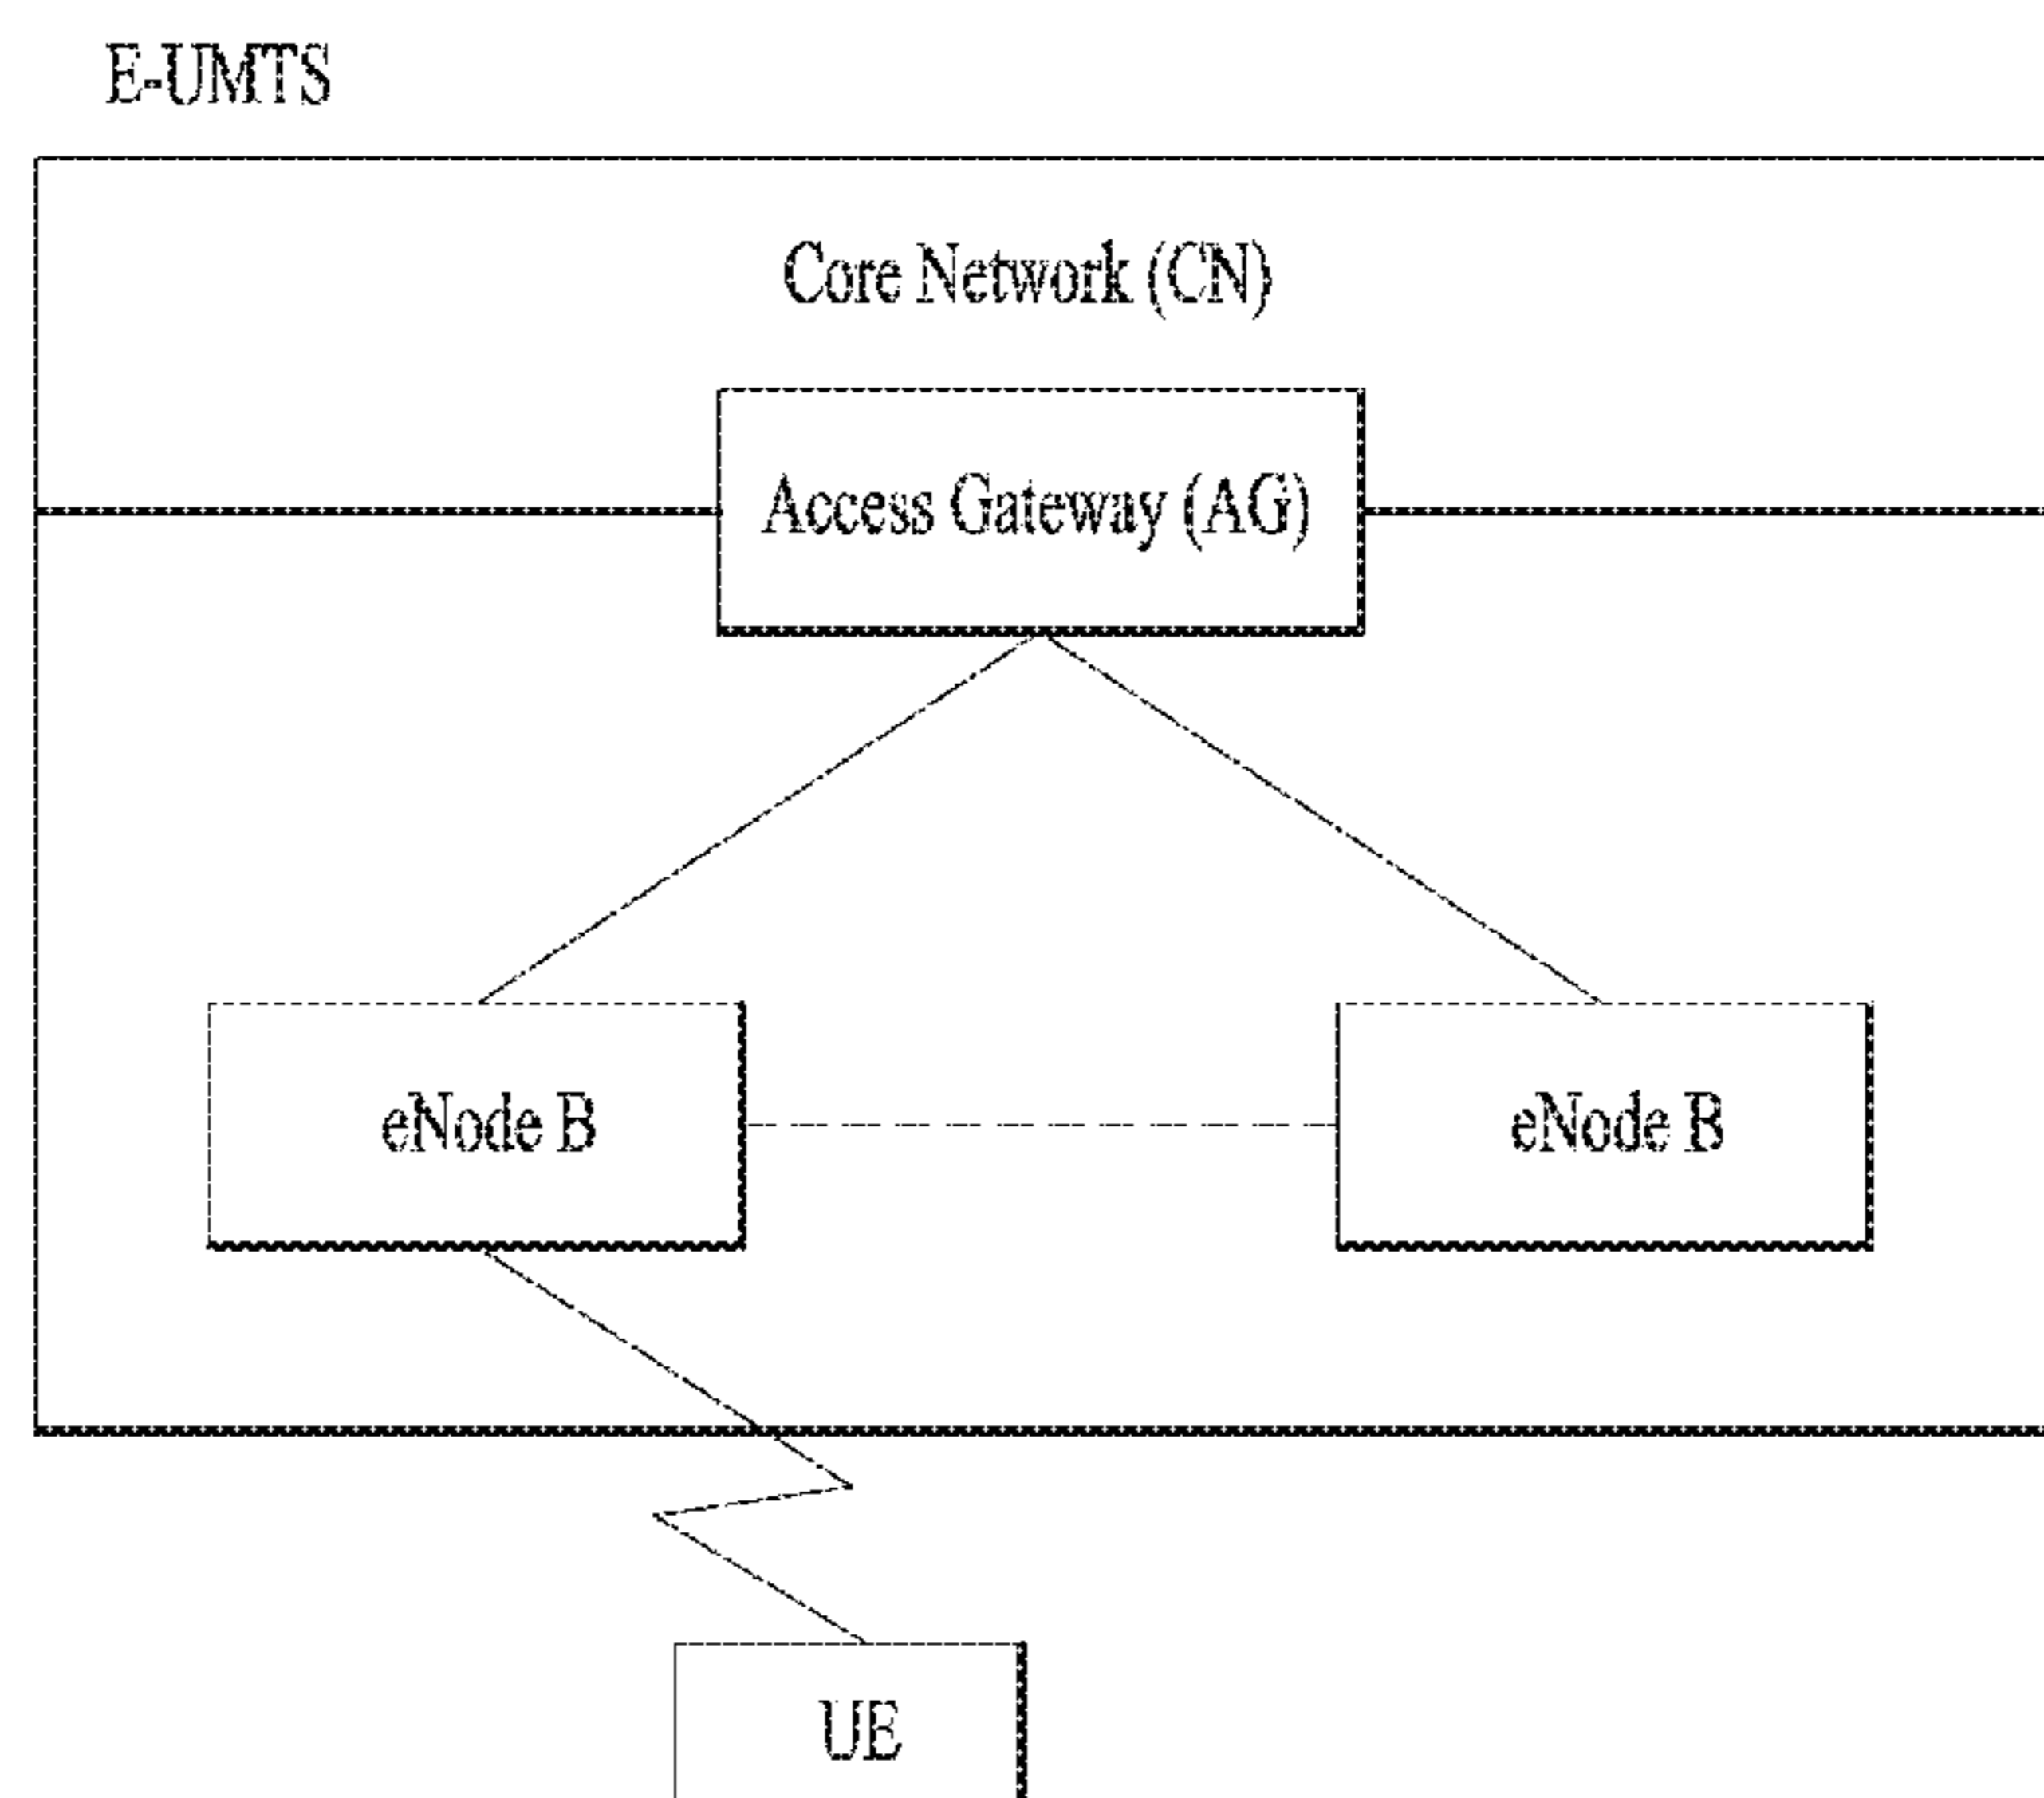 E-UMTS
Core Network (CN)
Access Gateway (AG)
eNode B
eNode B
UE